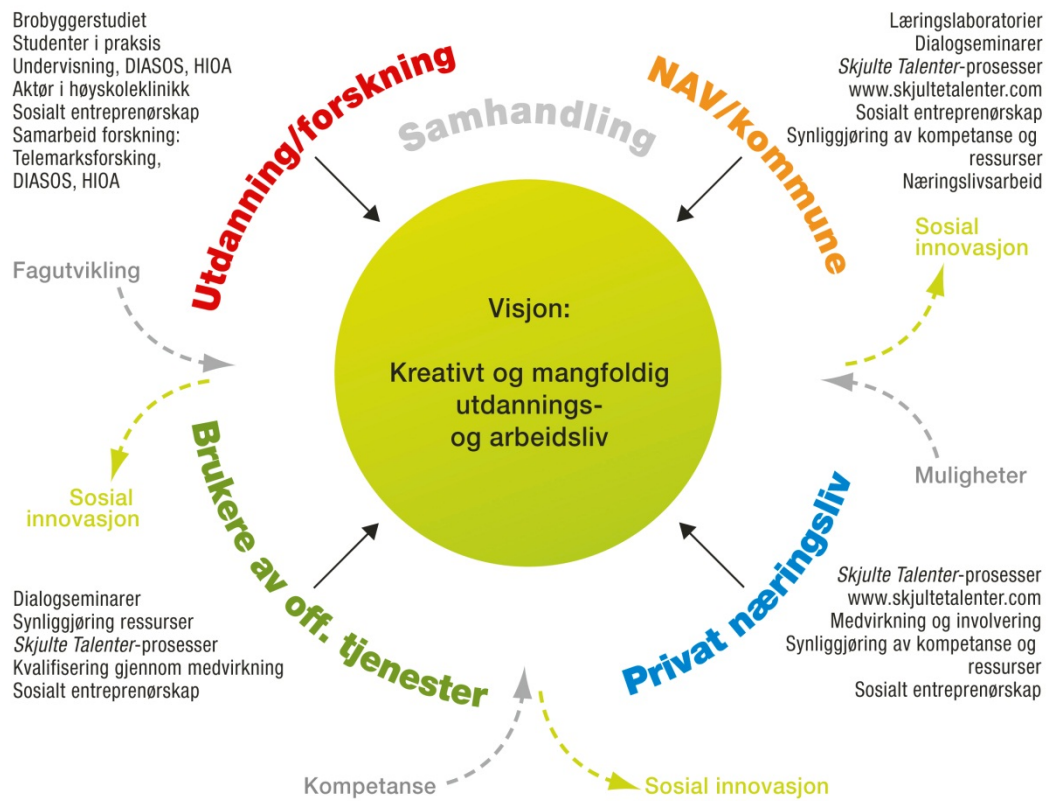 Brobyggerstudiet
Studenter i praksis
Undervisning, DIASOS, HIOA
Aktør i høyskoleklinikk
Sosialt entreprenørskap
Samarbeid forskning:
Telemarksforsking,
DIASOS, HIOA
Utdanning/forskning
Samhandling
NAV/kommune
Læringslaboratorier
Dialogseminarer
Skjulte Talenter-prosesser
www.skjultetalenter.com
Sosialt entreprenørskap
Synliggjøring av kompetanse og
ressurser
Næringslivsarbeid
Fagutvikling
Sosial
innovasjon
Visjon:
Kreativt og mangfoldig
utdannings-
og arbeidsliv
Sosial
innovasjon
Muligheter
Brukere av off. tjenester
Privat næringsliv
Dialogseminarer
Synliggjøring ressurser
Skjulte Talenter-prosesser
Kvalifisering gjennom medvirkning
Sosialt entreprenørskap
Skjulte Talenter-prosesser
www.skjultetalenter.com
Medvirkning og involvering
Synliggjøring av kompetanse og
ressurser
Sosialt entreprenørskap
Kompetanse
Sosial innovasjon